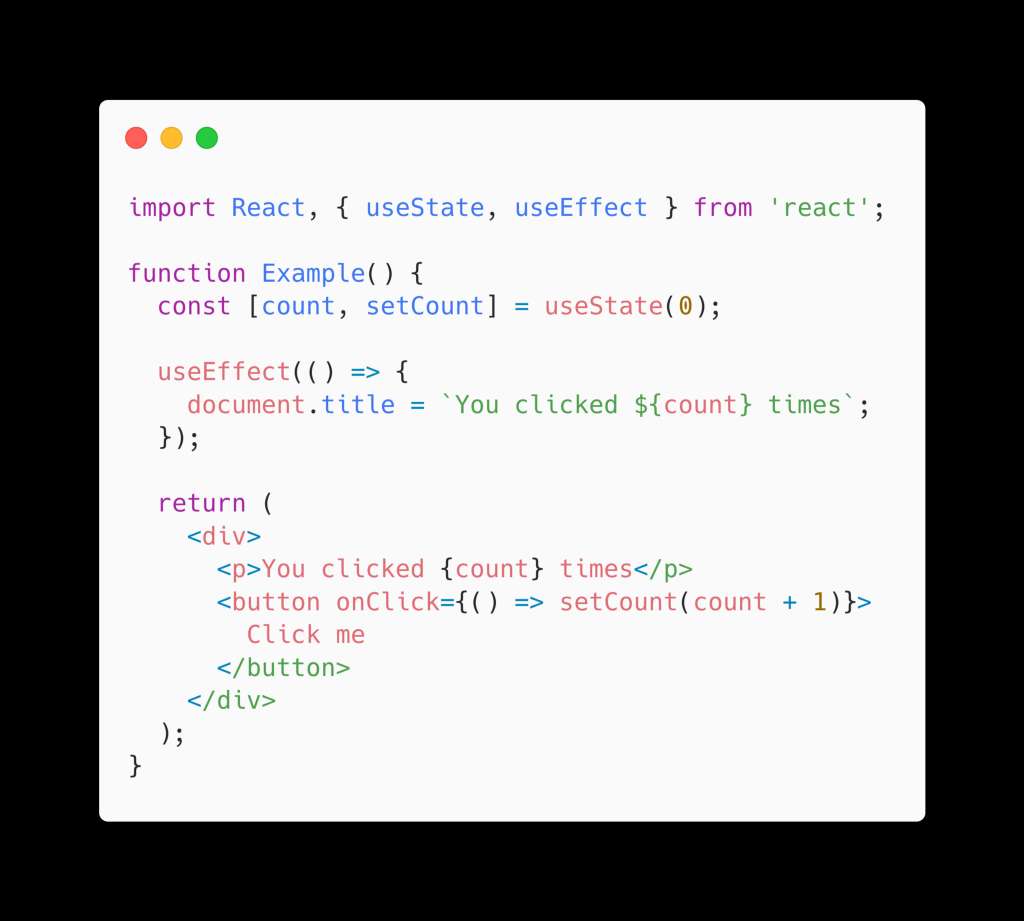 import React, { useState, useEffect } from 'react';

function Example() {
  const [count, setCount] = useState(0);

  useEffect(() => {
    document.title = `You clicked ${count} times`;
  });

  return (
    <div>
      <p>You clicked {count} times</p>
      <button onClick={() => setCount(count + 1)}>
        Click me
      </button>
    </div>
  );
}